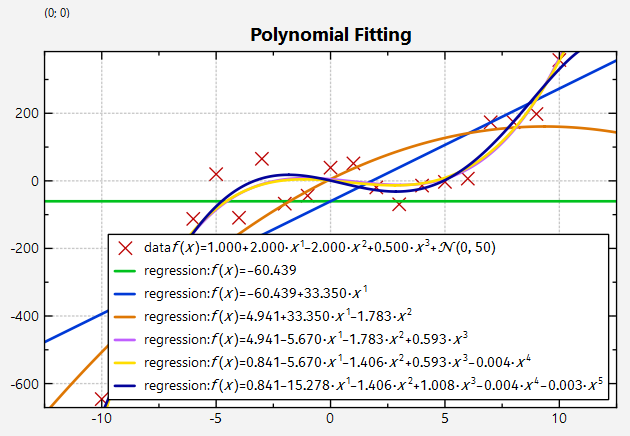 (0; 0)
Polynomial Fitting
200
0
-200
-400
-600
data f(x)=1.000+2.000·x¹−2.000·x²+0.500·x³+𝒩(0, 50)
regression: f(x)=−60.439
regression: f(x)=−60.439+33.350·x¹
regression: f(x)=4.941+33.350·x¹−1.783·x²
regression: f(x)=4.941−5.670·x¹−1.783·x²+0.593·x³
regression: f(x)=0.841−5.670·x¹−1.406·x²+0.593·x³−0.004·x⁴
regression: f(x)=0.841−15.278·x¹−1.406·x²+1.008·x³−0.004·x⁴−0.003·x⁵
-10 -5 0 5 10